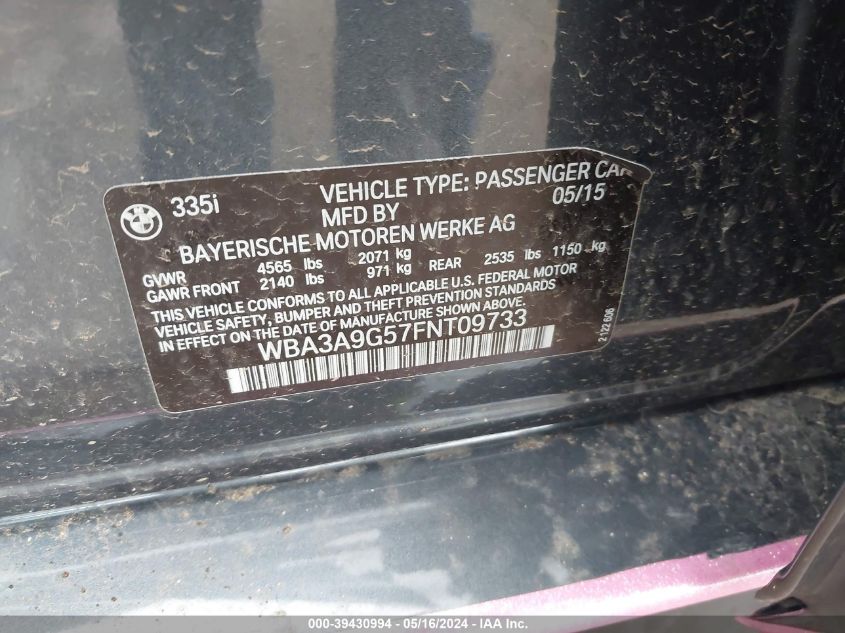 335i VEHICLE TYPE: PASSENGER CAR
MFD BY 05/15
BAYERISCHE MOTOREN WERKE AG
GVWR 4565 lbs 2071 kg
GAWR FRONT 2140 lbs 971 kg REAR 2535 lbs 1150 kg
THIS VEHICLE CONFORMS TO ALL APPLICABLE U.S. FEDERAL MOTOR
VEHICLE SAFETY, BUMPER AND THEFT PREVENTION STANDARDS
IN EFFECT ON THE DATE OF MANUFACTURE SHOWN ABOVE.
WBA3A9G57FNT09733
2 122 606
000-39430994 - 05/16/2024 - IAA Inc.